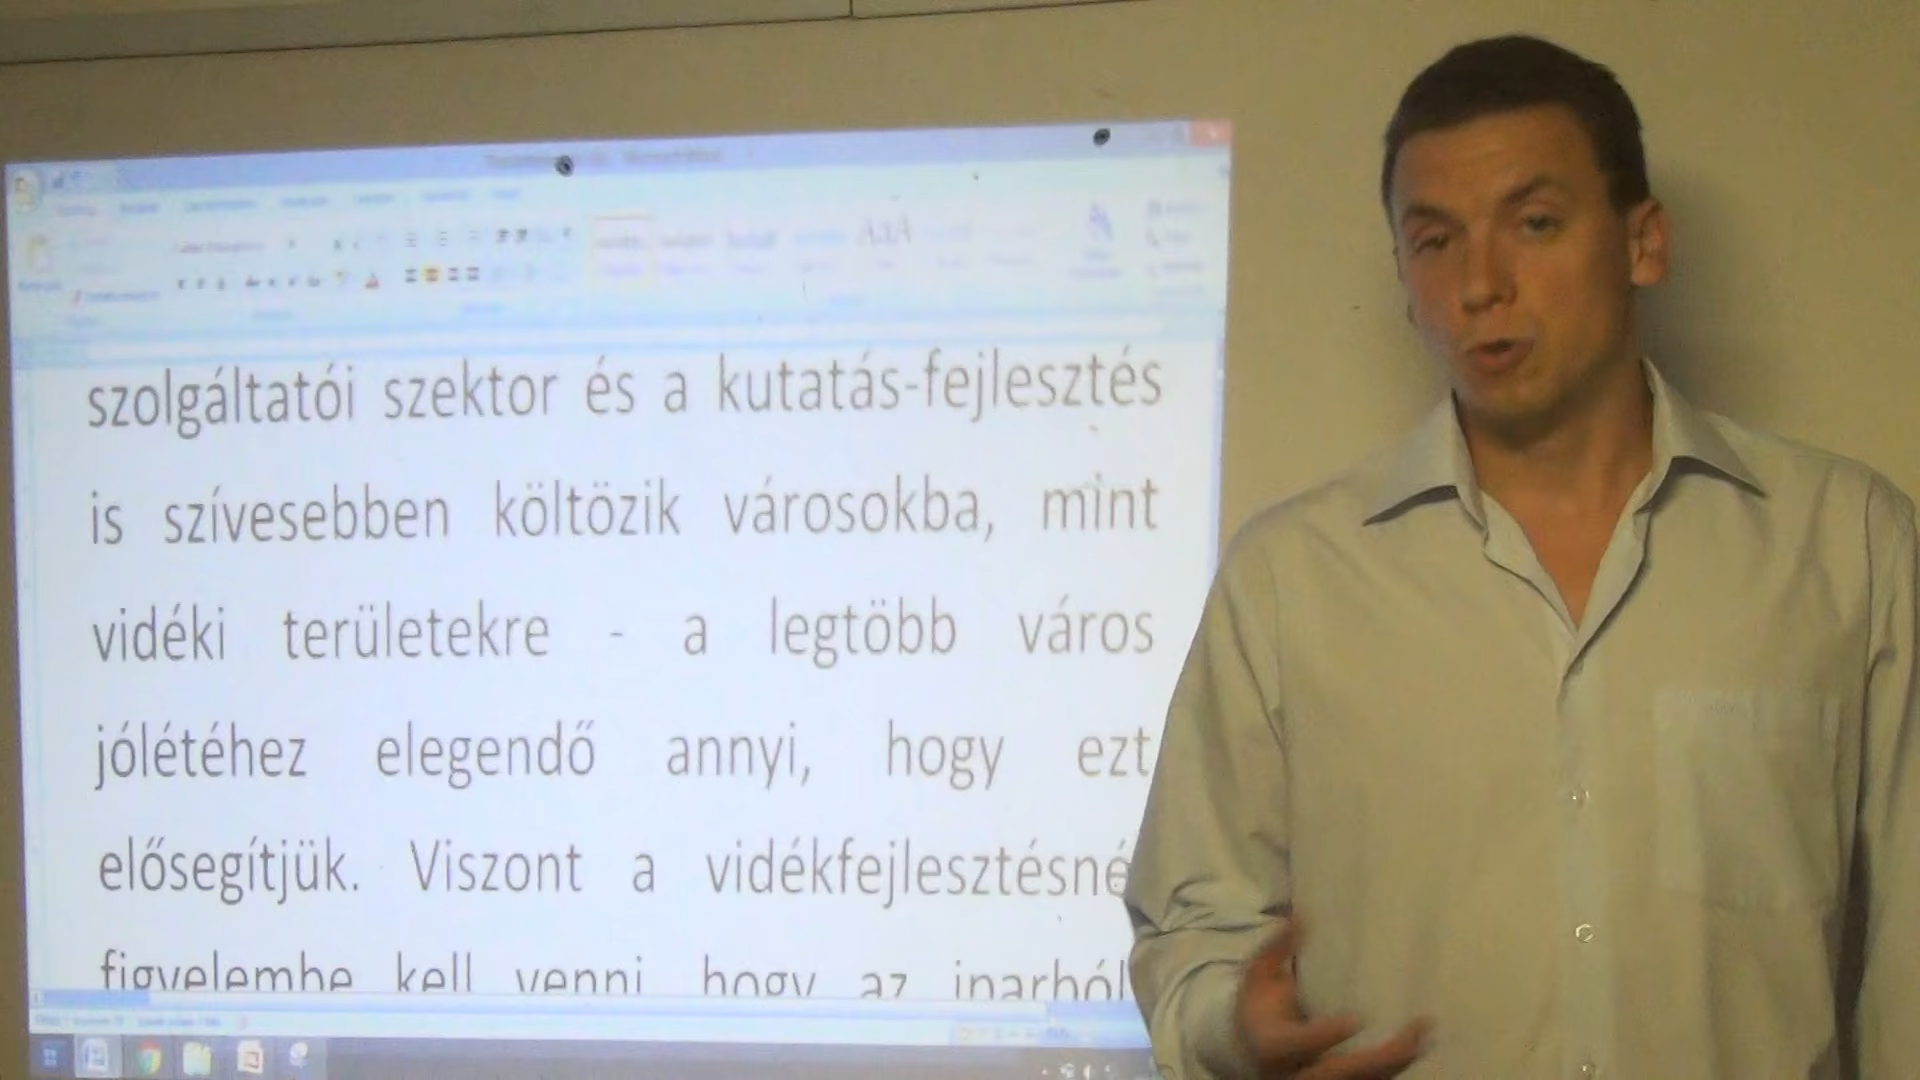 szolgáltatói szektor és a kutatás-fejlesztés
is szívesebben költözik városokba, mint
vidéki területekre - a legtöbb város
jólétéhez elegendő annyi, hogy ezt
elősegítjük. Viszont a vidékfejlesztésné
figyelembe kell venni hogy az iparból